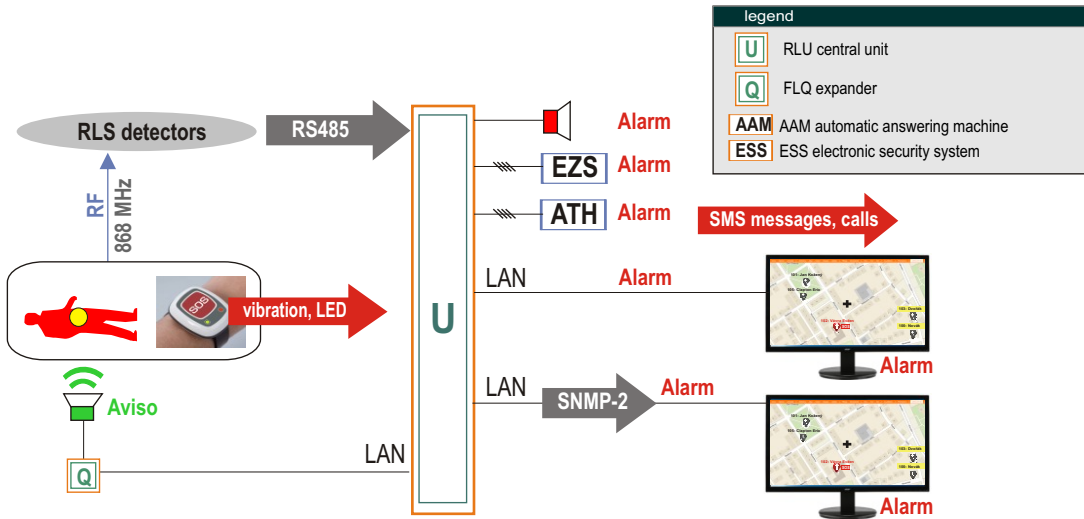 legend
U
RLU central unit
Q
FLQ expander
AAM
AAM automatic answering machine
ESS
ESS electronic security system
RLS detectors
RS485
Alarm
EZS
Alarm
ATH
Alarm
SMS messages, calls
RF
868 MHz
SOS
vibration, LED
U
LAN
Alarm
Alarm
LAN
SNMP-2
Alarm
Alarm
Aviso
LAN
Q